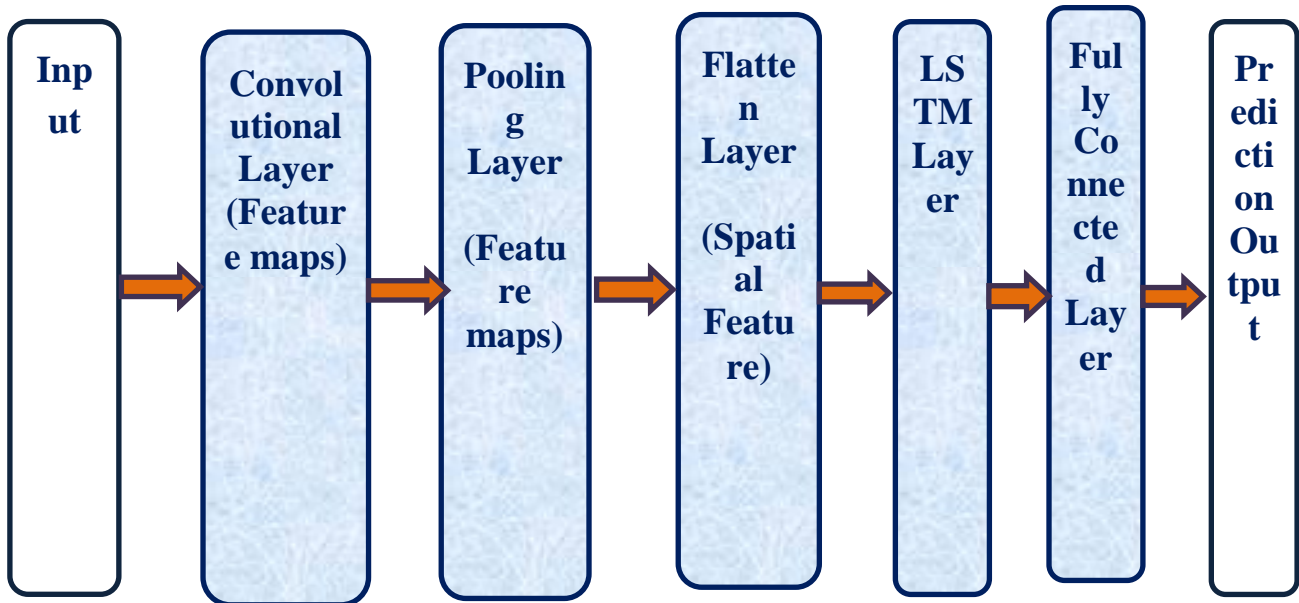 Inp
ut
Convol
utional
Layer
(Featur
e maps)
Poolin
g
Layer
(Featu
re
maps)
Flatte
n
Layer
(Spati
al
Featu
re)
LS
TM
Lay
er
Ful
ly
Co
nne
cte
d
Lay
er
Pr
edi
cti
on
Ou
tpu
t